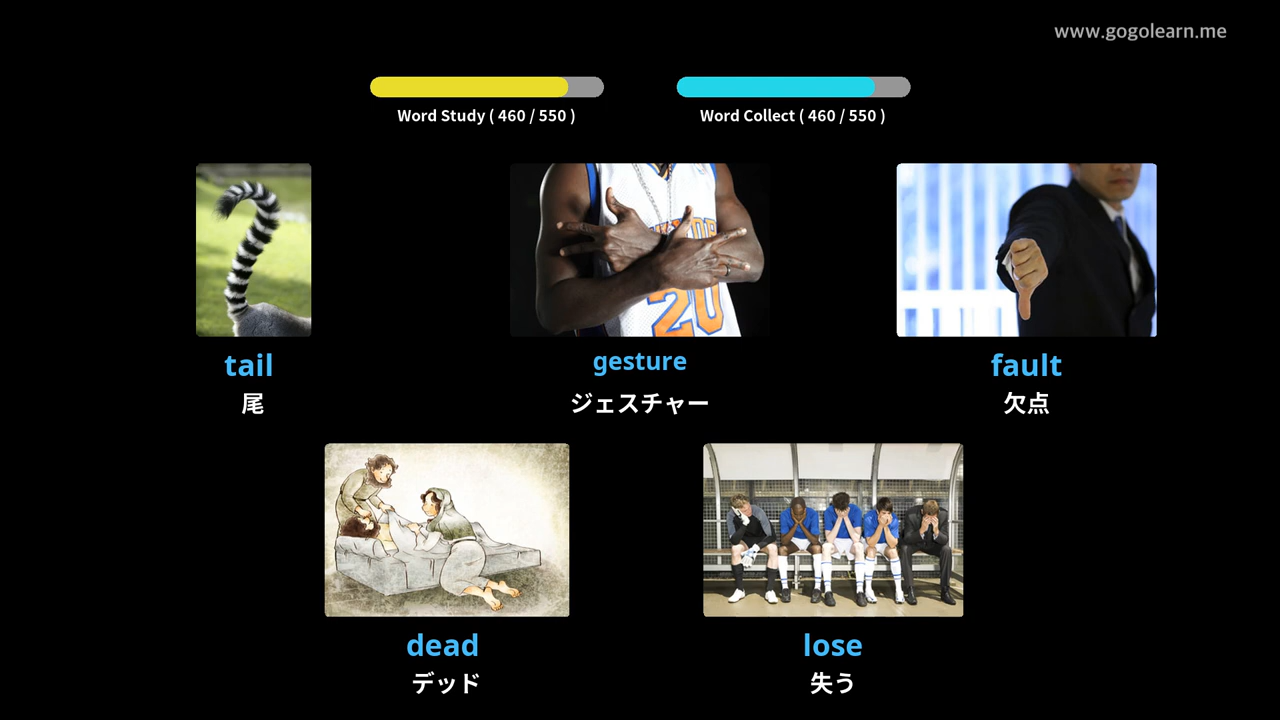 www.gogolearn.me
Word Study ( 460 / 550 )
Word Collect ( 460 / 550 )
tail
gesture
fault
尾
ジェスチャー
欠点
20
dead
lose
デッド
失う